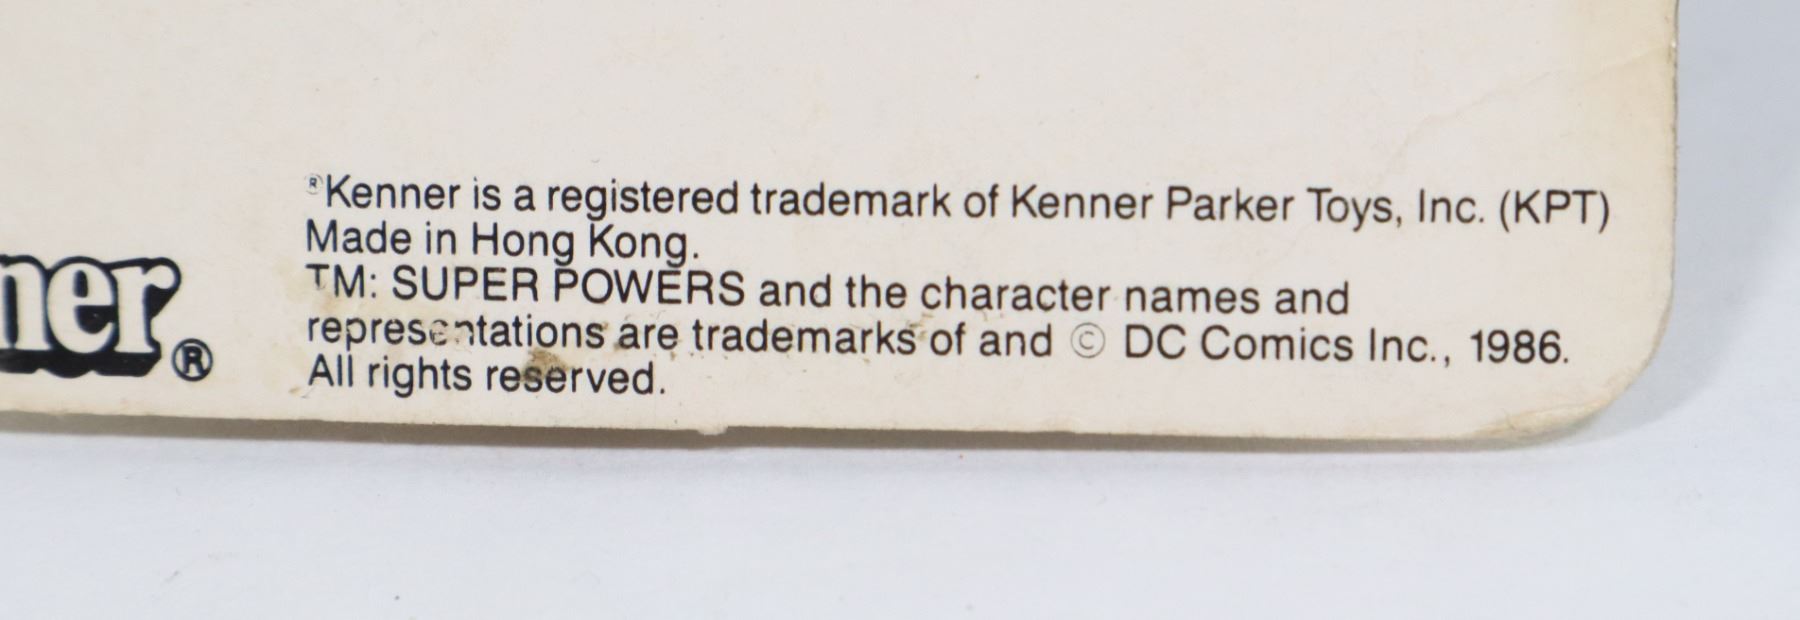 ®Kenner is a registered trademark of Kenner Parker Toys, Inc. (KPT)
Made in Hong Kong.
TM: SUPER POWERS and the character names and
representations are trademarks of and © DC Comics Inc., 1986.
All rights reserved.
ner®